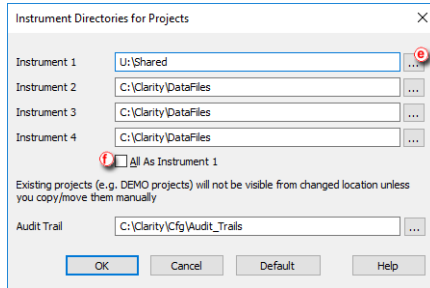 Instrument Directories for Projects
Instrument 1 U:\Shared ... e
Instrument 2 C:\Clarity\DataFiles ...
Instrument 3 C:\Clarity\DataFiles ...
Instrument 4 C:\Clarity\DataFiles ...
f All As Instrument 1
Existing projects (e.g. DEMO projects) will not be visible from changed location unless
you copy/move them manually
Audit Trail C:\Clarity\Cfg\Audit_Trails ...
OK Cancel Default Help